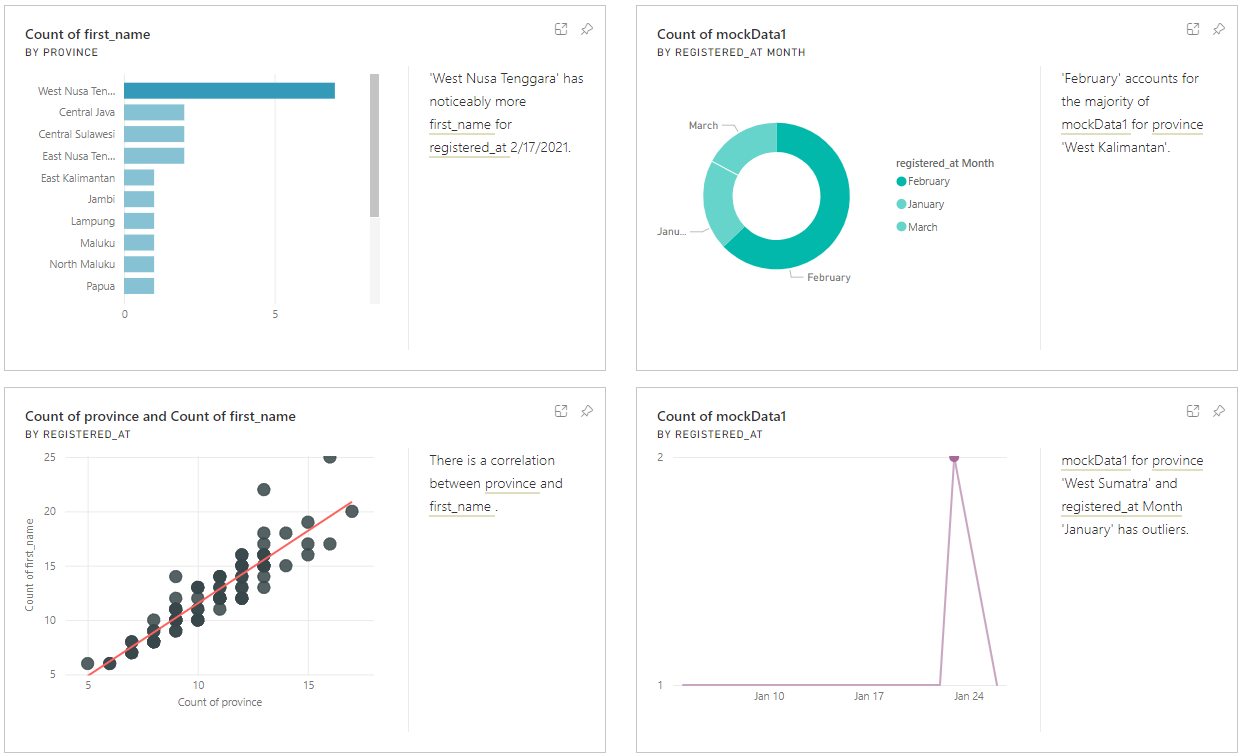 Count of first_name
BY PROVINCE
West Nusa Ten...
Central Java
Central Sulawesi
East Nusa Ten...
East Kalimantan
Jambi
Lampung
Maluku
North Maluku
Papua
0
5
'West Nusa Tenggara' has
noticeably more
first_name for
registered_at 2/17/2021.
Count of mockData1
BY REGISTERED_AT MONTH
March
Janu...
February
registered_at Month
February
January
March
'February' accounts for
the majority of
mockData1 for province
'West Kalimantan'.
Count of province and Count of first_name
BY REGISTERED_AT
Count of first_name
25
20
15
10
5
5
10
15
Count of province
There is a correlation
between province and
first_name .
Count of mockData1
BY REGISTERED_AT
2
1
Jan 10
Jan 17
Jan 24
mockData1 for province
'West Sumatra' and
registered_at Month
'January' has outliers.